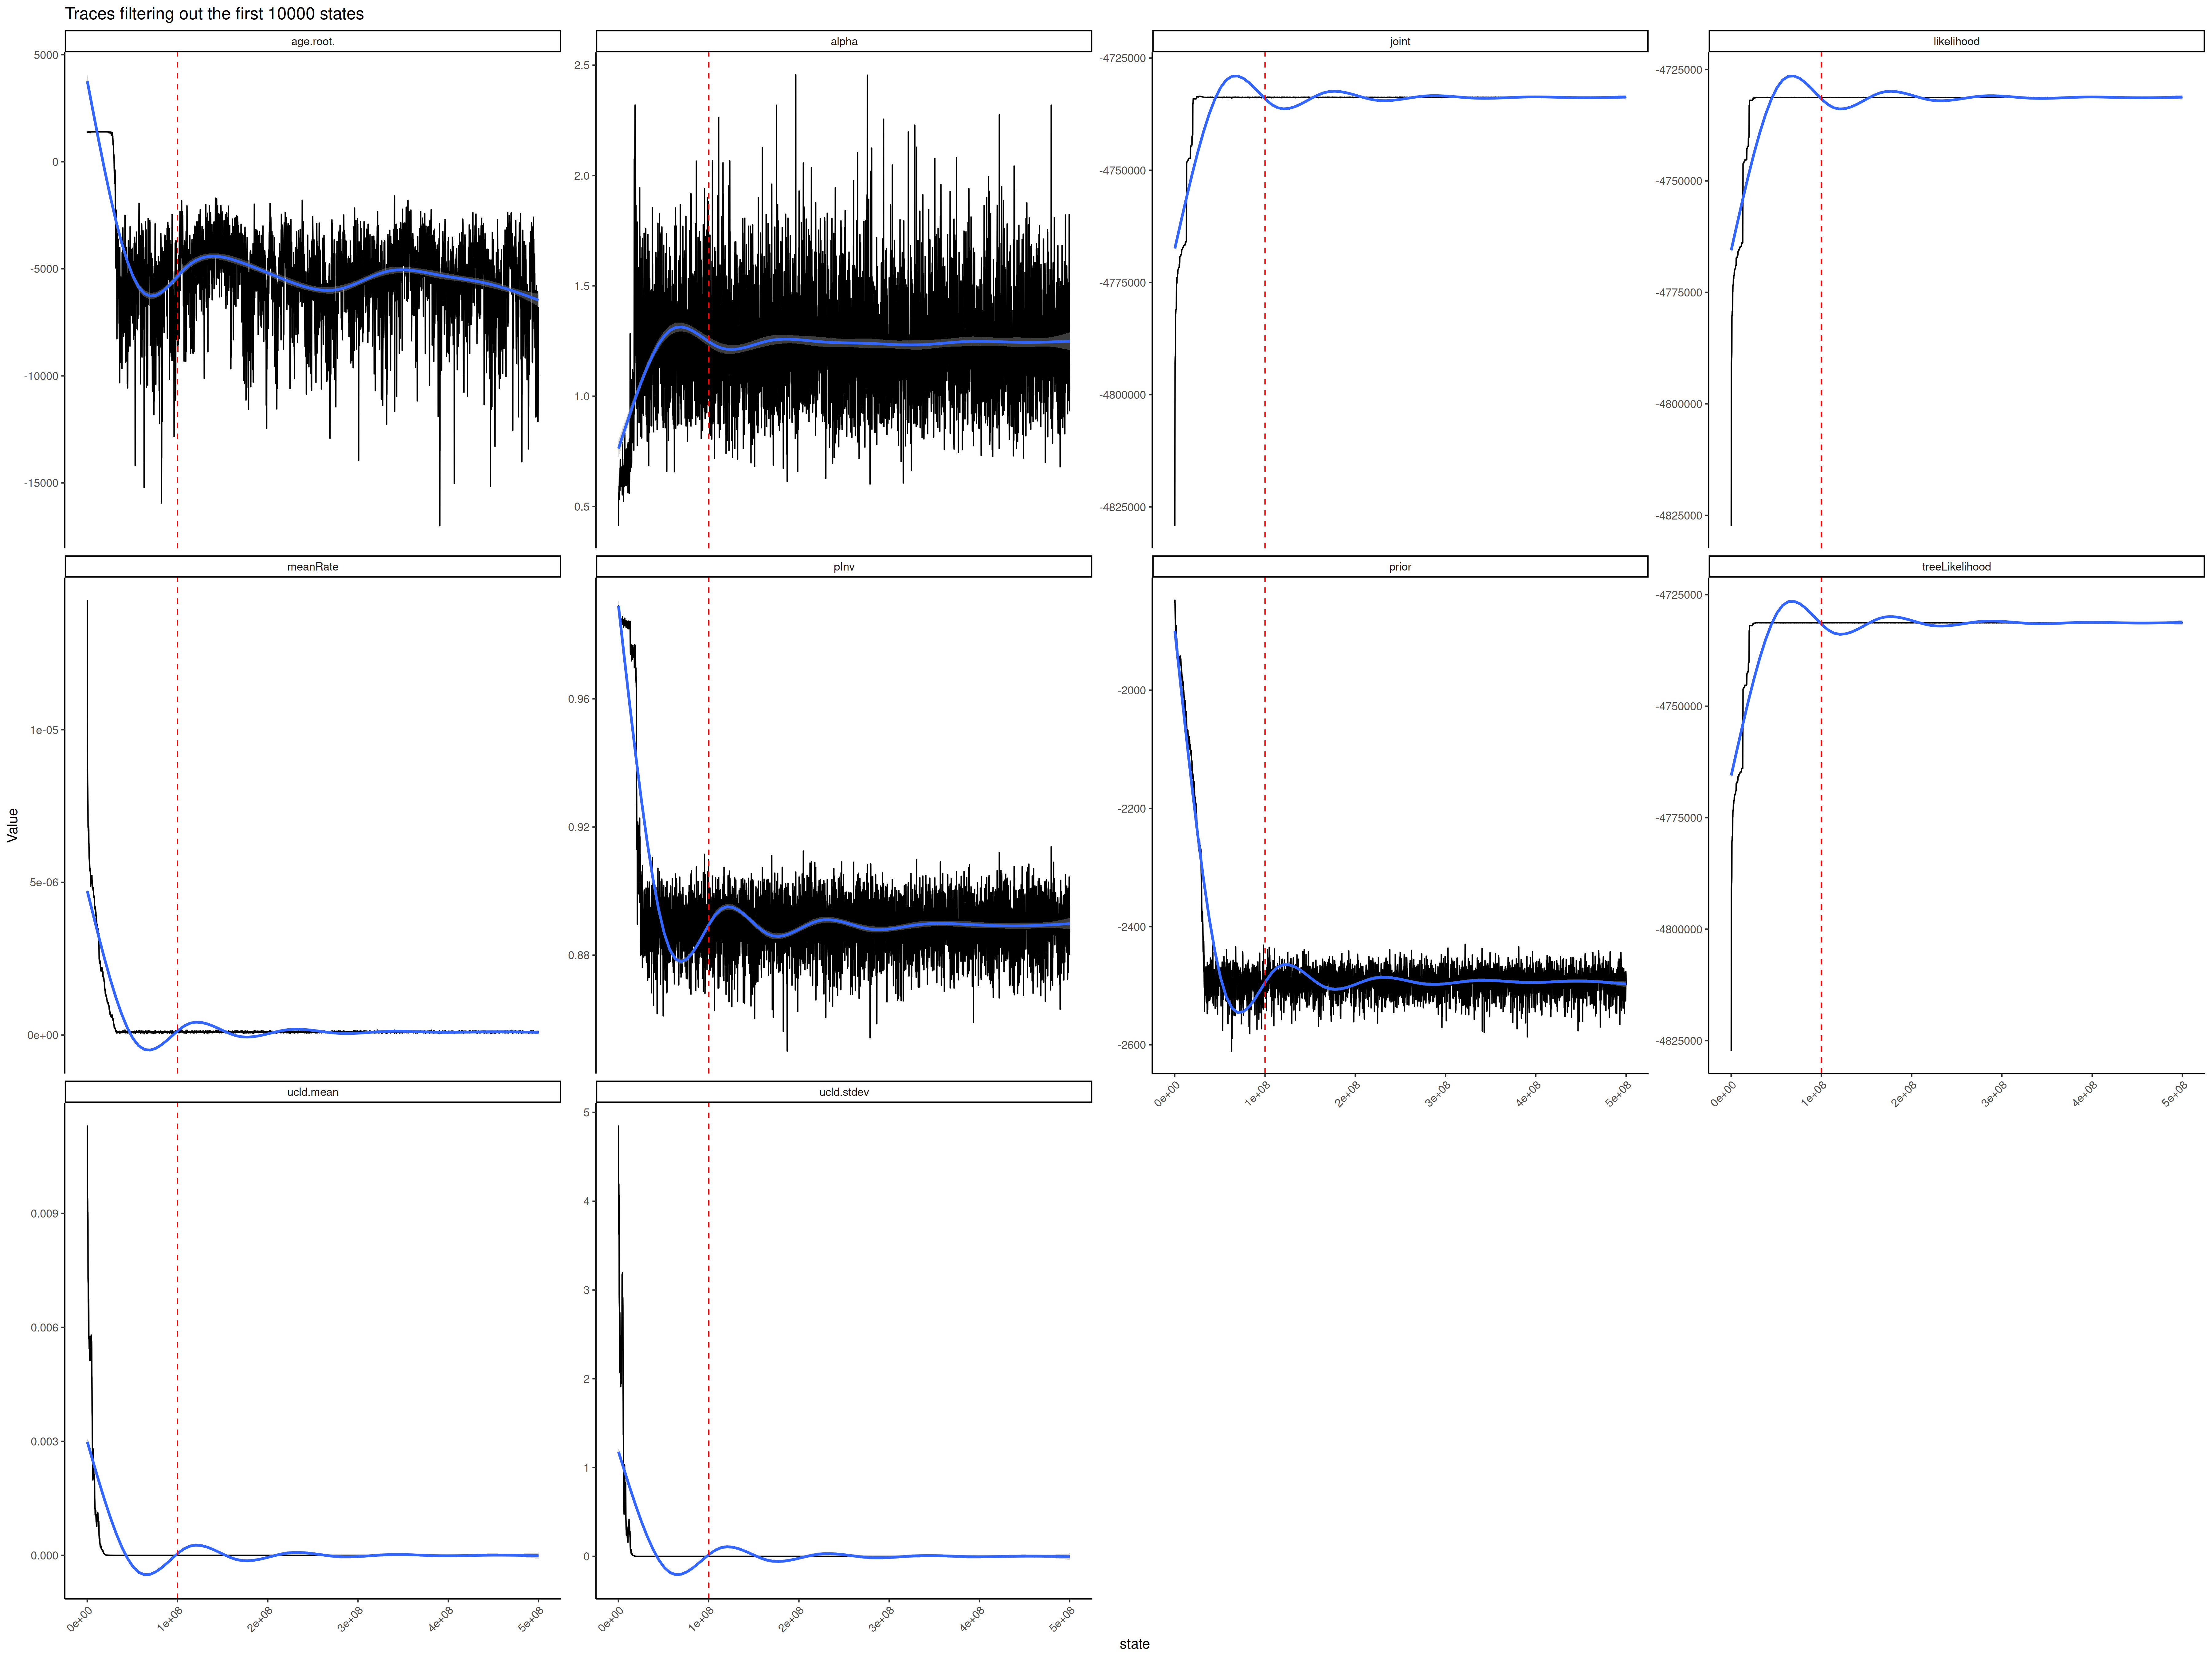 Traces filtering out the first 10000 states
age.root.
alpha
joint
likelihood
5000
0
-5000
-10000
-15000
2.5
2.0
1.5
1.0
0.5
-4725000
-4750000
-4775000
-4800000
-4825000
-4725000
-4750000
-4775000
-4800000
-4825000
meanRate
pInv
prior
treeLikelihood
1e-05
5e-06
0e+00
0.96
0.92
0.88
-2000
-2200
-2400
-2600
-4725000
-4750000
-4775000
-4800000
-4825000
0e+00
1e+08
2e+08
3e+08
4e+08
5e+08
0e+00
1e+08
2e+08
3e+08
4e+08
5e+08
ucld.mean
ucld.stdev
0.009
0.006
0.003
0.000
5
4
3
2
1
0
0e+00
1e+08
2e+08
3e+08
4e+08
5e+08
0e+00
1e+08
2e+08
3e+08
4e+08
5e+08
Value
state